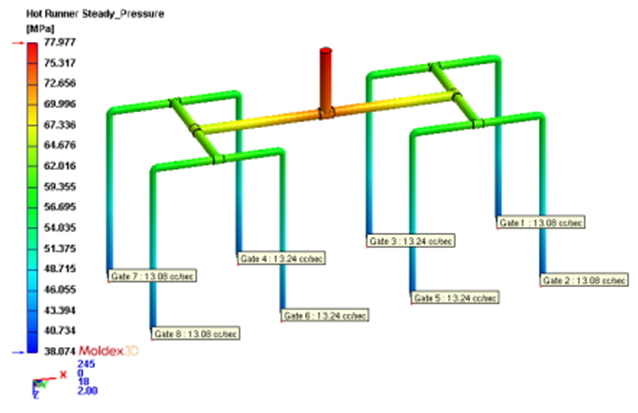 Hot Runner Steady_Pressure
[MPa]
77.977
75.317
72.656
69.996
67.336
64.676
62.016
59.355
56.695
54.035
51.375
48.715
46.055
43.394
40.734
38.074
Gate 1 : 13.08 cc/sec
Gate 3 : 13.24 cc/sec
Gate 4 : 13.24 cc/sec
Gate 7 : 13.08 cc/sec
Gate 2 : 13.08 cc/sec
Gate 5 : 13.24 cc/sec
Gate 6 : 13.24 cc/sec
Gate 8 : 13.08 cc/sec
Moldex3D
X
Z
245
0
18
2.00